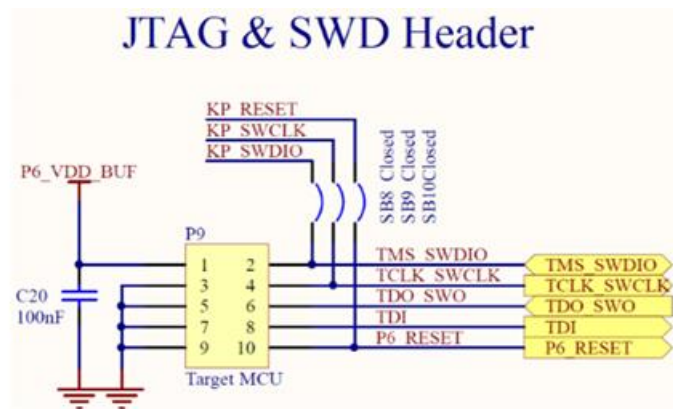 JTAG & SWD Header
KP_RESET
KP_SWCLK
KP_SWDIO
SB8 Closed
SB9 Closed
SB10Closed
P6_VDD_BUF
P9
1 2 TMS_SWDIO TMS_SWDIO
3 4 TCLK_SWCLK TCLK_SWCLK
5 6 TDO_SWO TDO_SWO
7 8 TDI TDI
9 10 P6_RESET P6_RESET
C20
100nF
Target MCU